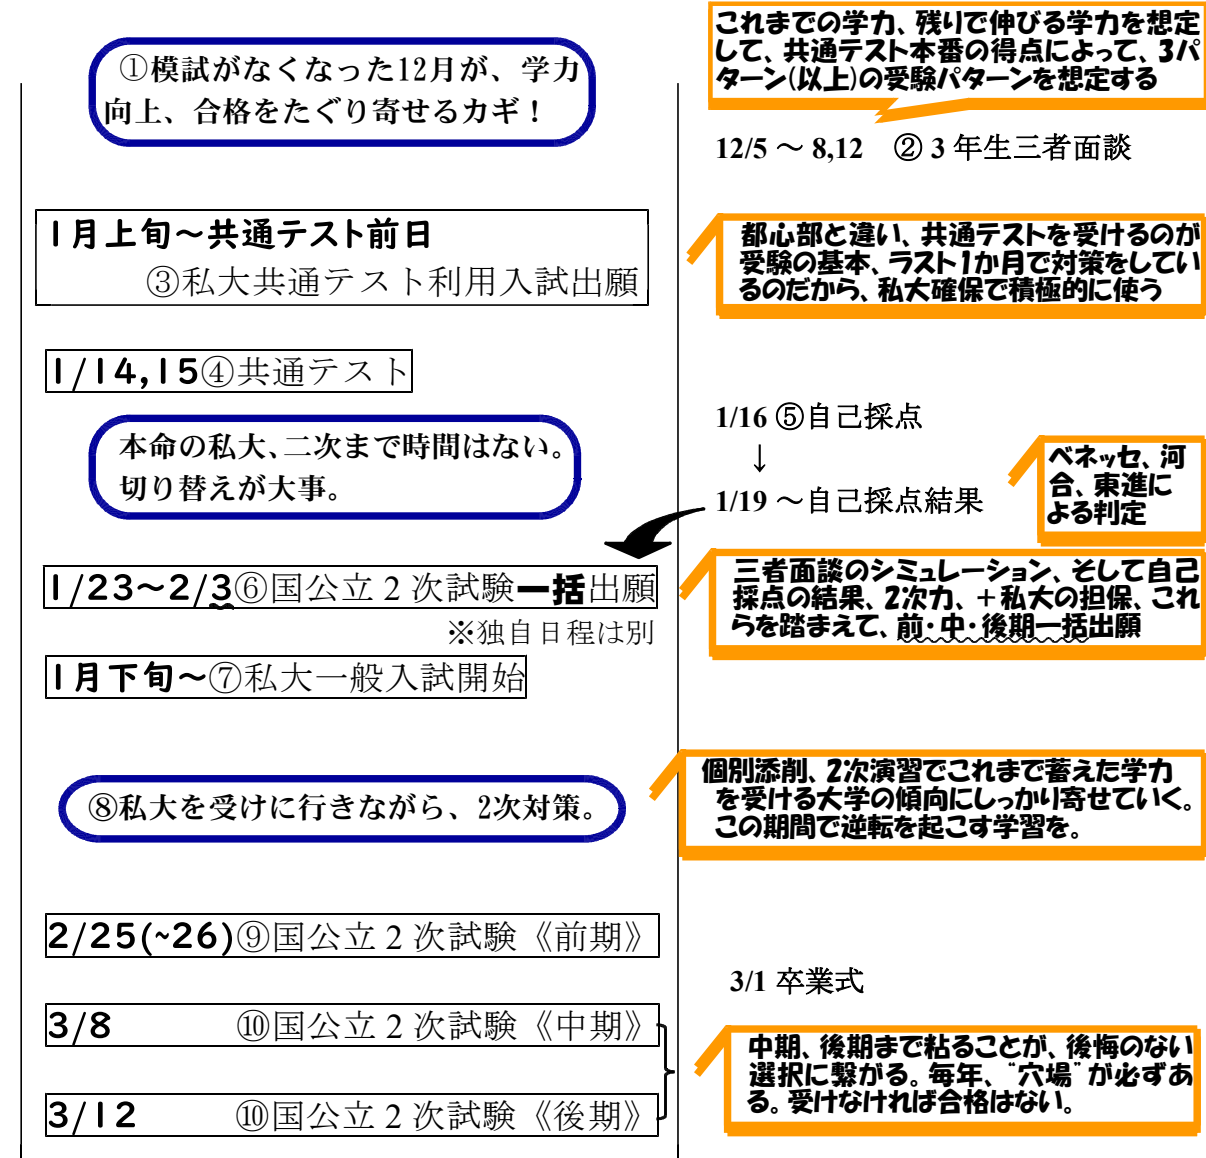 これまでの学力、残りで伸びる学力を想定
して、共通テスト本番の得点によって、3パ
ターン(以上)の受験パターンを想定する
①模試がなくなった12月が、学力
向上、合格をたぐり寄せるカギ！
12/5 ～ 8,12　② 3 年生三者面談
1月上旬～共通テスト前日
③私大共通テスト利用入試出願
都心部と違い、共通テストを受けるのが
受験の基本、ラスト1か月で対策をしてい
るのだから、私大確保で積極的に使う
1/14,15④共通テスト
1/16 ⑤自己採点
↓
1/19 ～自己採点結果
本命の私大、二次まで時間はない。
切り替えが大事。
ベネッセ、河
合、東進に
よる判定
1/23～2/3⑥国公立 2 次試験一括出願
※独自日程は別
三者面談のシミュレーション、そして自己
採点の結果、2次力、＋私大の担保、これ
らを踏まえて、前・中・後期一括出願
1月下旬～⑦私大一般入試開始
⑧私大を受けに行きながら、2次対策。
個別添削、2次演習でこれまで蓄えた学力
を受ける大学の傾向にしっかり寄せていく。
この期間で逆転を起こす学習を。
2/25(~26)⑨国公立 2 次試験《前期》
3/1 卒業式
3/8　⑩国公立 2 次試験《中期》
3/12　⑩国公立 2 次試験《後期》
中期、後期まで粘ることが、後悔のない
選択に繋がる。毎年、“穴場”が必ずあ
る。受けなければ合格はない。